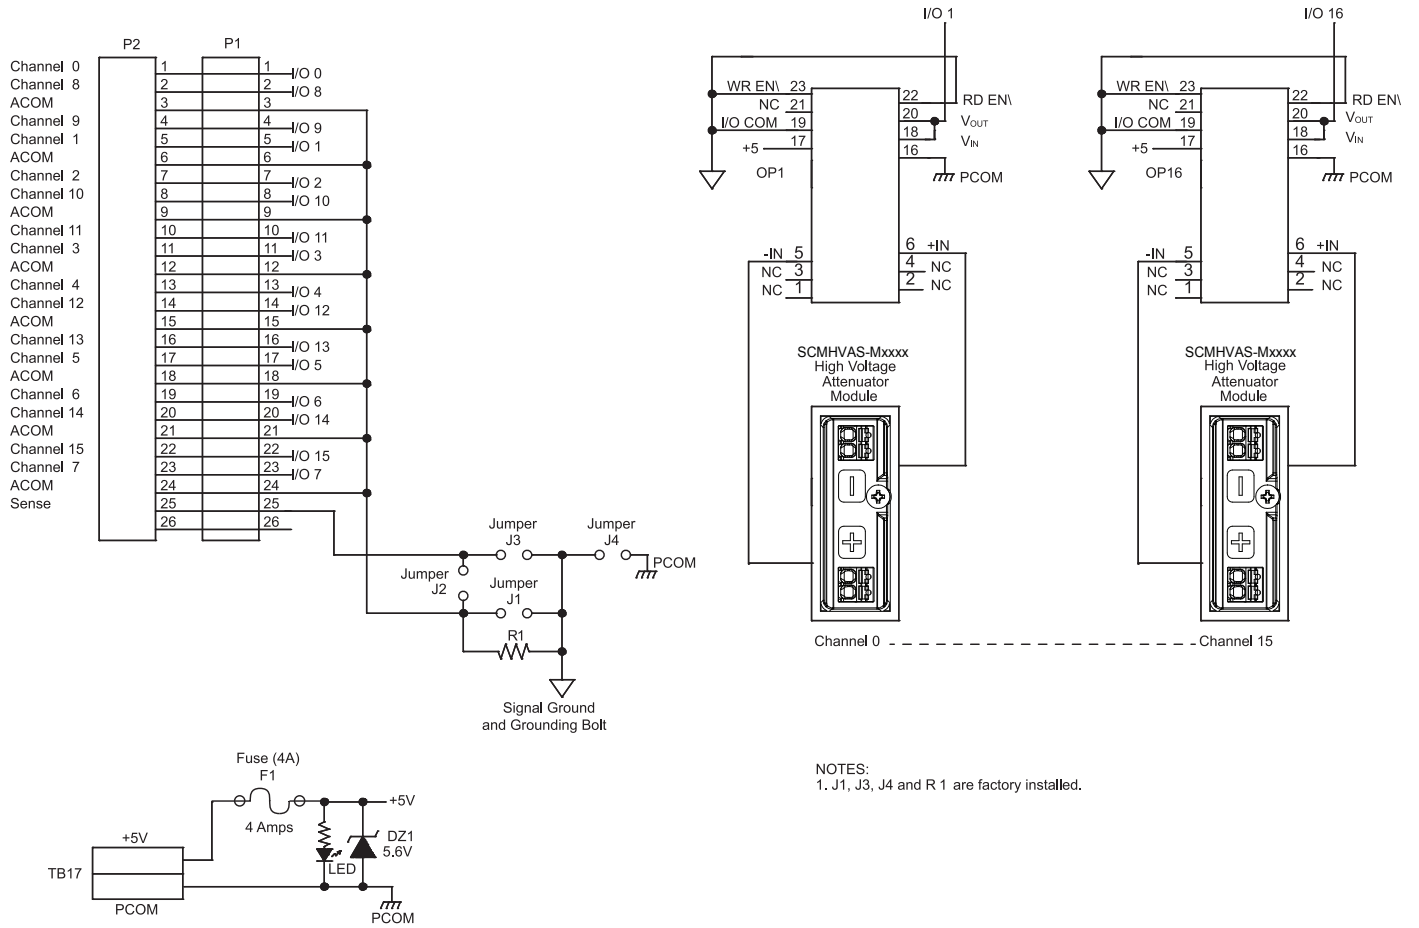 P2 P1
Channel 0 1 1 I/O 0
Channel 8 2 2 I/O 8
ACOM 3 3
Channel 9 4 4 I/O 9
Channel 1 5 5 I/O 1
ACOM 6 6
Channel 2 7 7 I/O 2
Channel 10 8 8 I/O 10
ACOM 9 9
Channel 11 10 10 I/O 11
Channel 3 11 11 I/O 3
ACOM 12 12
Channel 4 13 13 I/O 4
Channel 12 14 14 I/O 12
ACOM 15 15
Channel 13 16 16 I/O 13
Channel 5 17 17 I/O 5
ACOM 18 18
Channel 6 19 19 I/O 6
Channel 14 20 20 I/O 14
ACOM 21 21
Channel 15 22 22 I/O 15
Channel 7 23 23 I/O 7
ACOM 24 24
Sense 25 25
26 26
Jumper
J3
Jumper
J4
PCOM
Jumper
J2
Jumper
J1
R1
Signal Ground
and Grounding Bolt
I/O 1
WR EN\ 23
22 RD EN\
NC 21
20 VOUT
I/O COM 19
18 VIN
+5 17
16 PCOM
OP1
-IN 5
6 +IN
NC 3
4 NC
NC 1
2 NC
SCMHVAS-Mxxxx
High Voltage
Attenuator
Module
Channel 0
I/O 16
WR EN\ 23
22 RD EN\
NC 21
20 VOUT
I/O COM 19
18 VIN
+5 17
16 PCOM
OP16
-IN 5
6 +IN
NC 3
4 NC
NC 1
2 NC
SCMHVAS-Mxxxx
High Voltage
Attenuator
Module
Channel 15
Fuse (4A)
F1
4 Amps
+5V
+5V
DZ1
5.6V
LED
TB17
PCOM
PCOM
NOTES:
1. J1, J3, J4 and R 1 are factory installed.